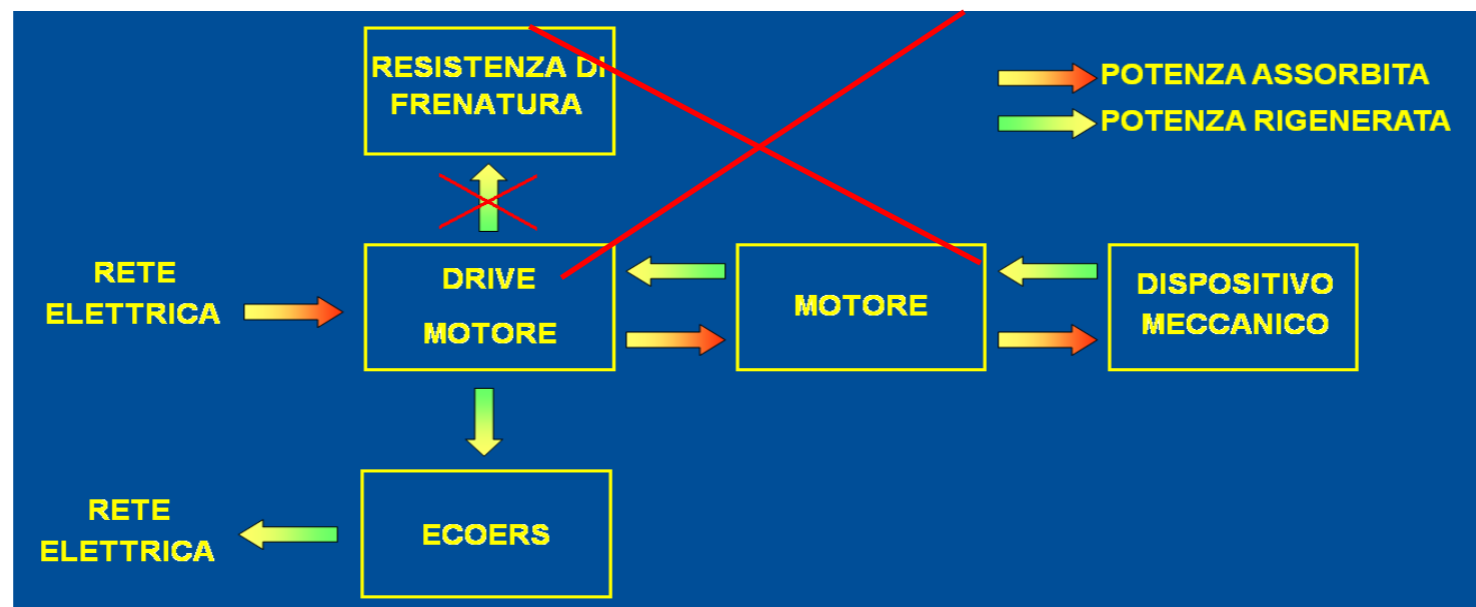 RESISTENZA DI
FRENATURA
POTENZA ASSORBITA
POTENZA RIGENERATA
RETE
ELETTRICA
DRIVE
MOTORE
MOTORE
DISPOSITIVO
MECCANICO
RETE
ELETTRICA
ECOERS